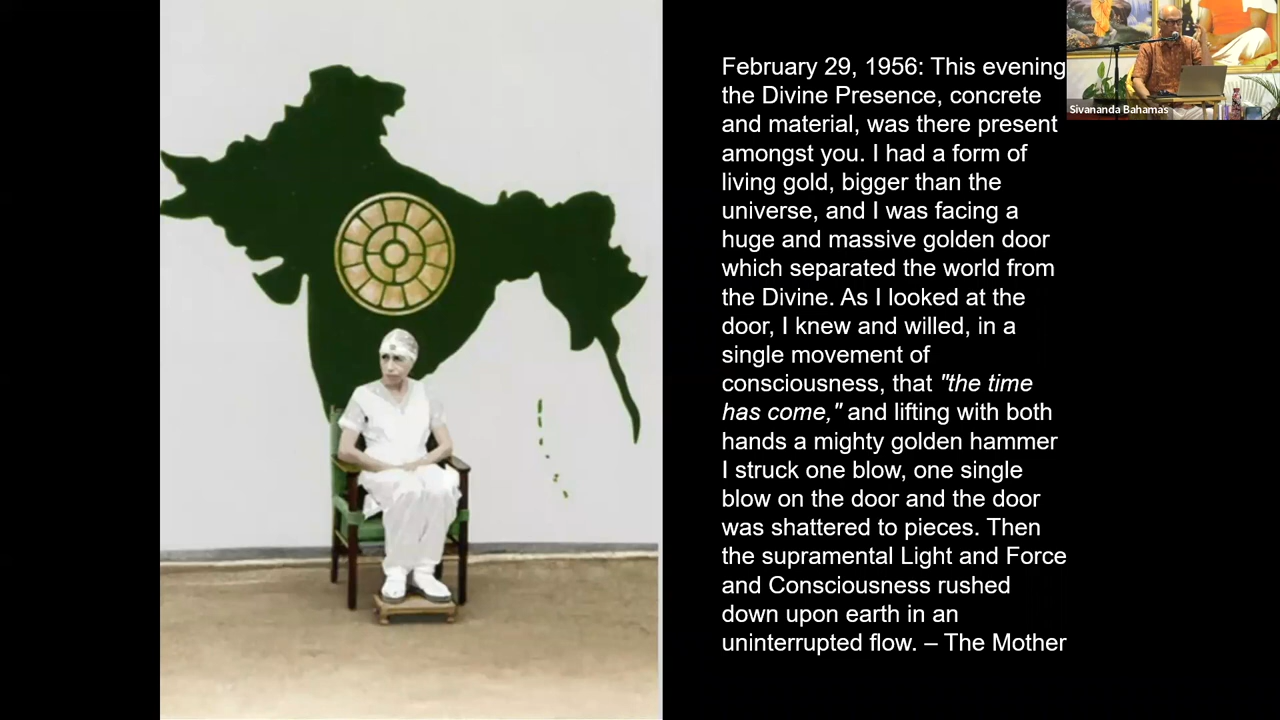 February 29, 1956: This evening
the Divine Presence, concrete
and material, was there present
amongst you. I had a form of
living gold, bigger than the
universe, and I was facing a
huge and massive golden door
which separated the world from
the Divine. As I looked at the
door, I knew and willed, in a
single movement of
consciousness, that "the time
has come," and lifting with both
hands a mighty golden hammer
I struck one blow, one single
blow on the door and the door
was shattered to pieces. Then
the supramental Light and Force
and Consciousness rushed
down upon earth in an
uninterrupted flow. – The Mother
Sivananda Bahamas